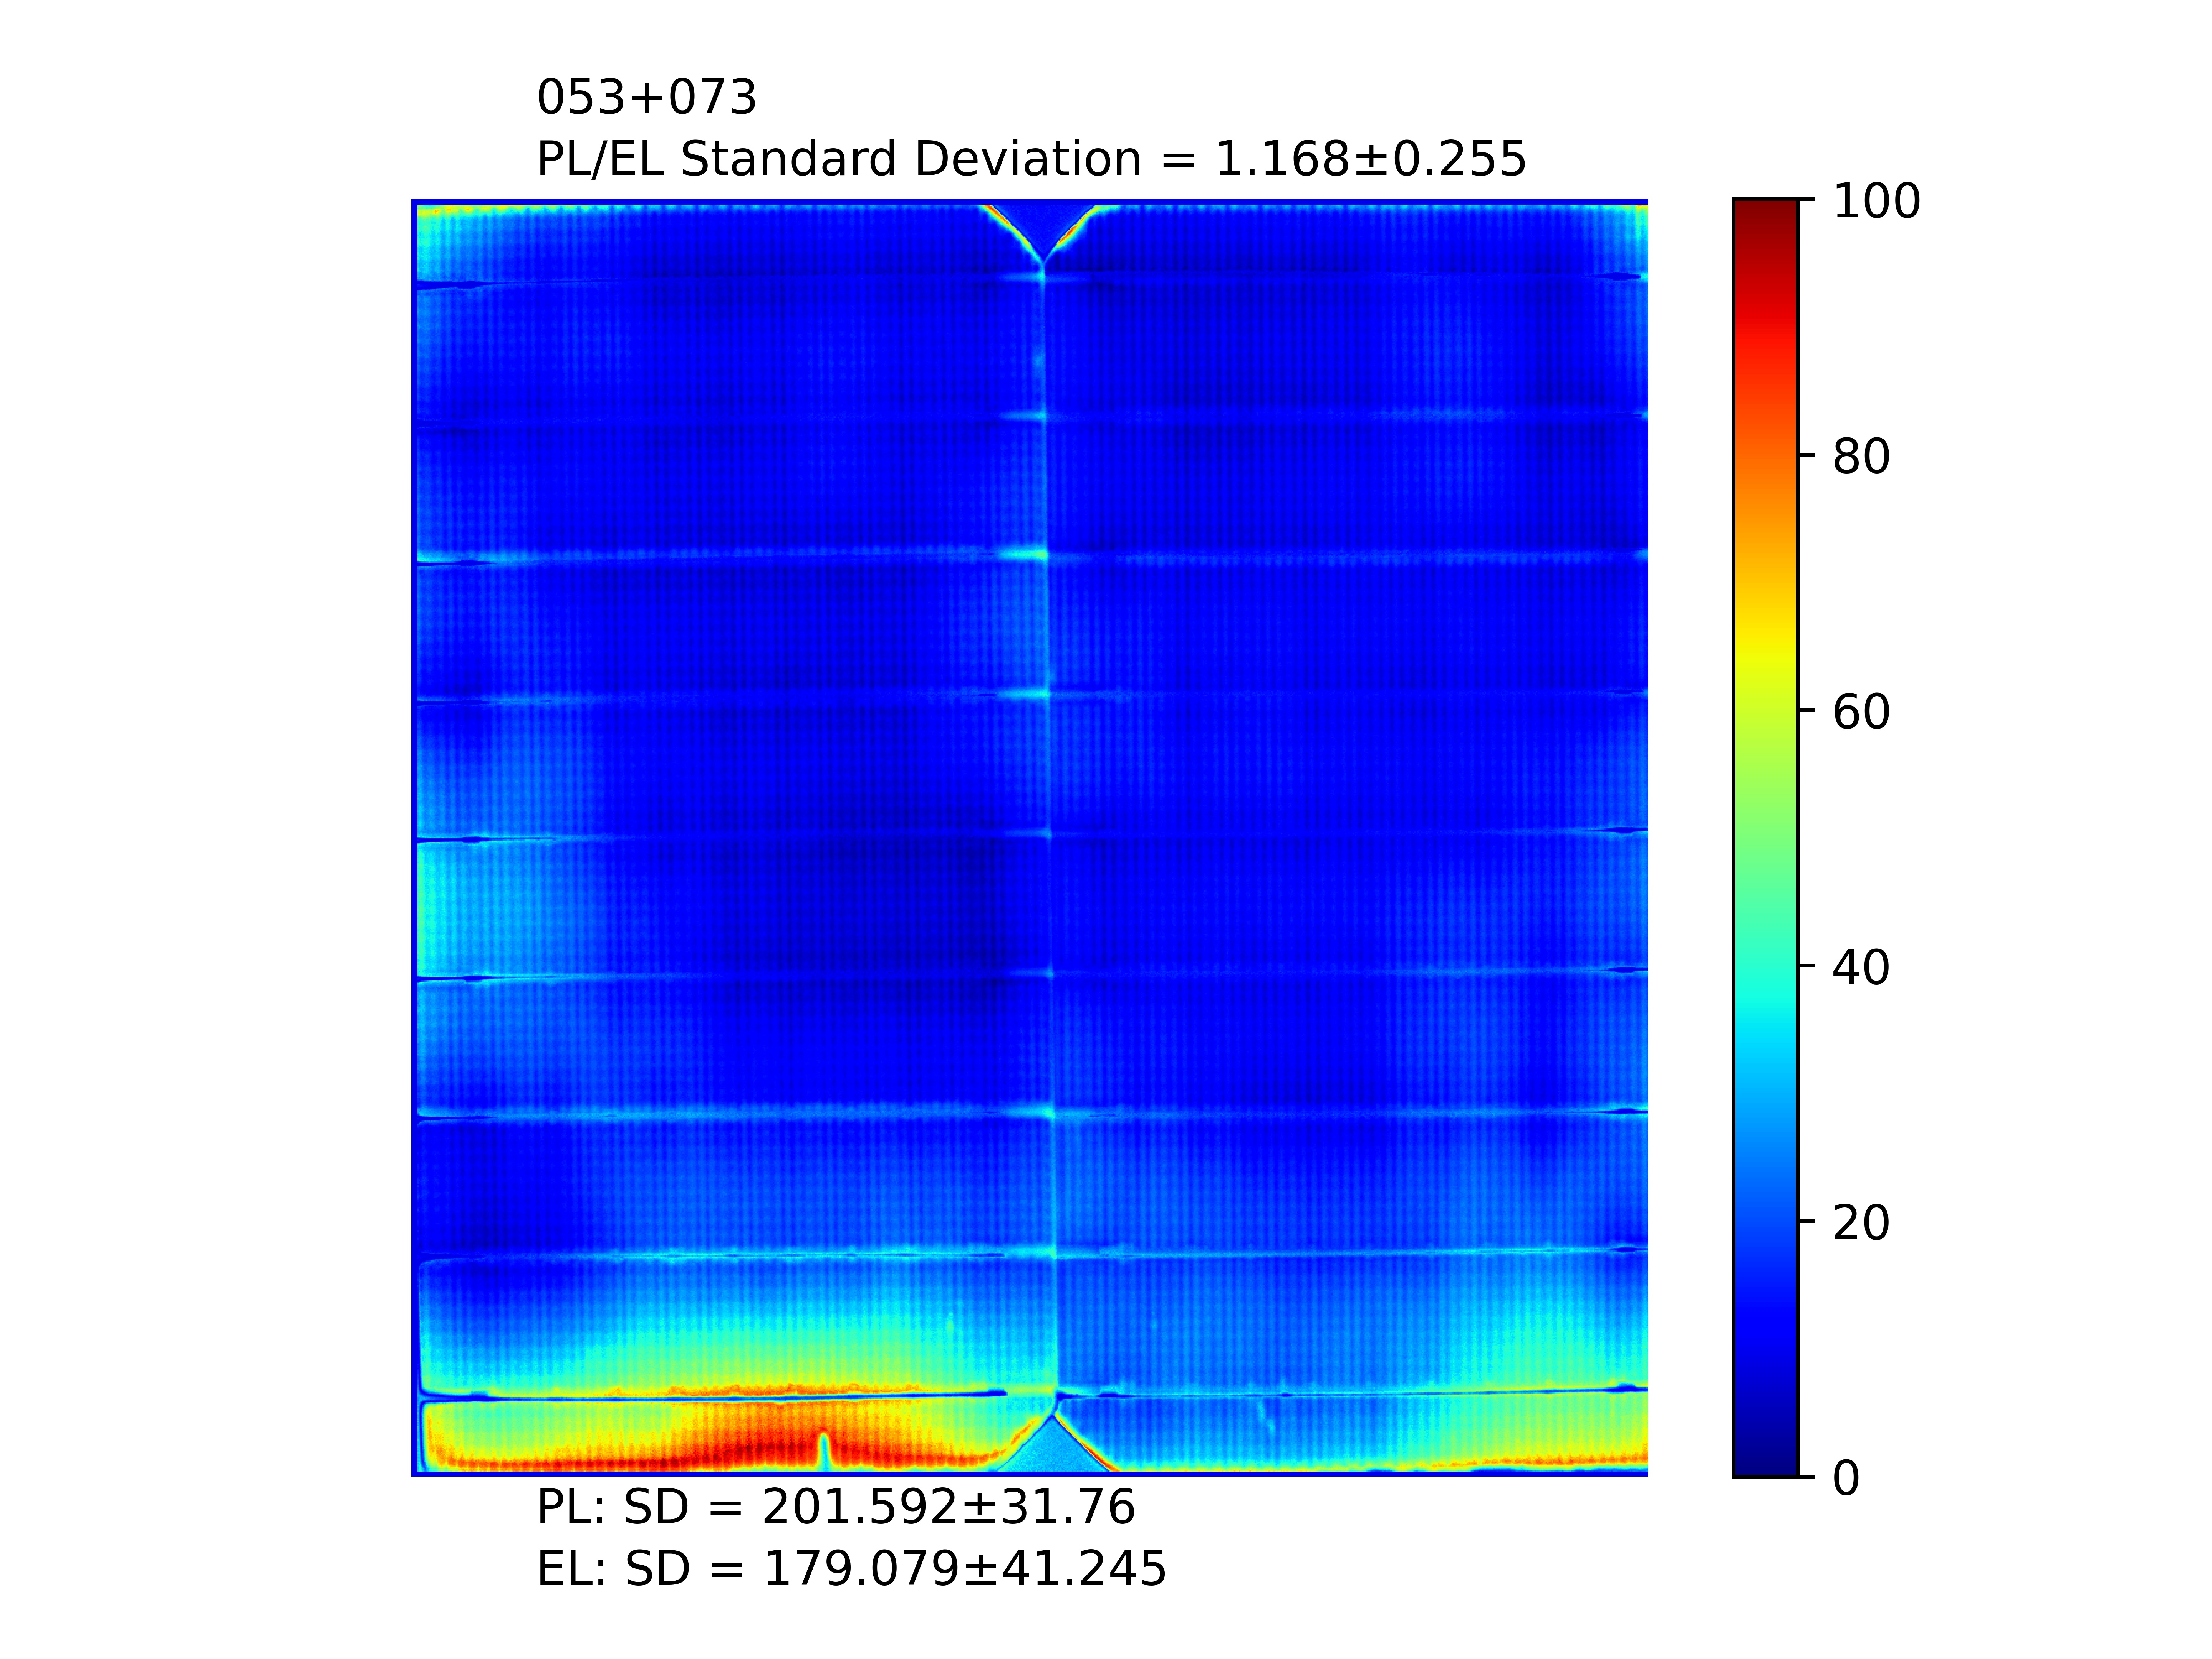 053+073
PL/EL Standard Deviation = 1.168±0.255
100
80
60
40
20
0
PL: SD = 201.592±31.76
EL: SD = 179.079±41.245